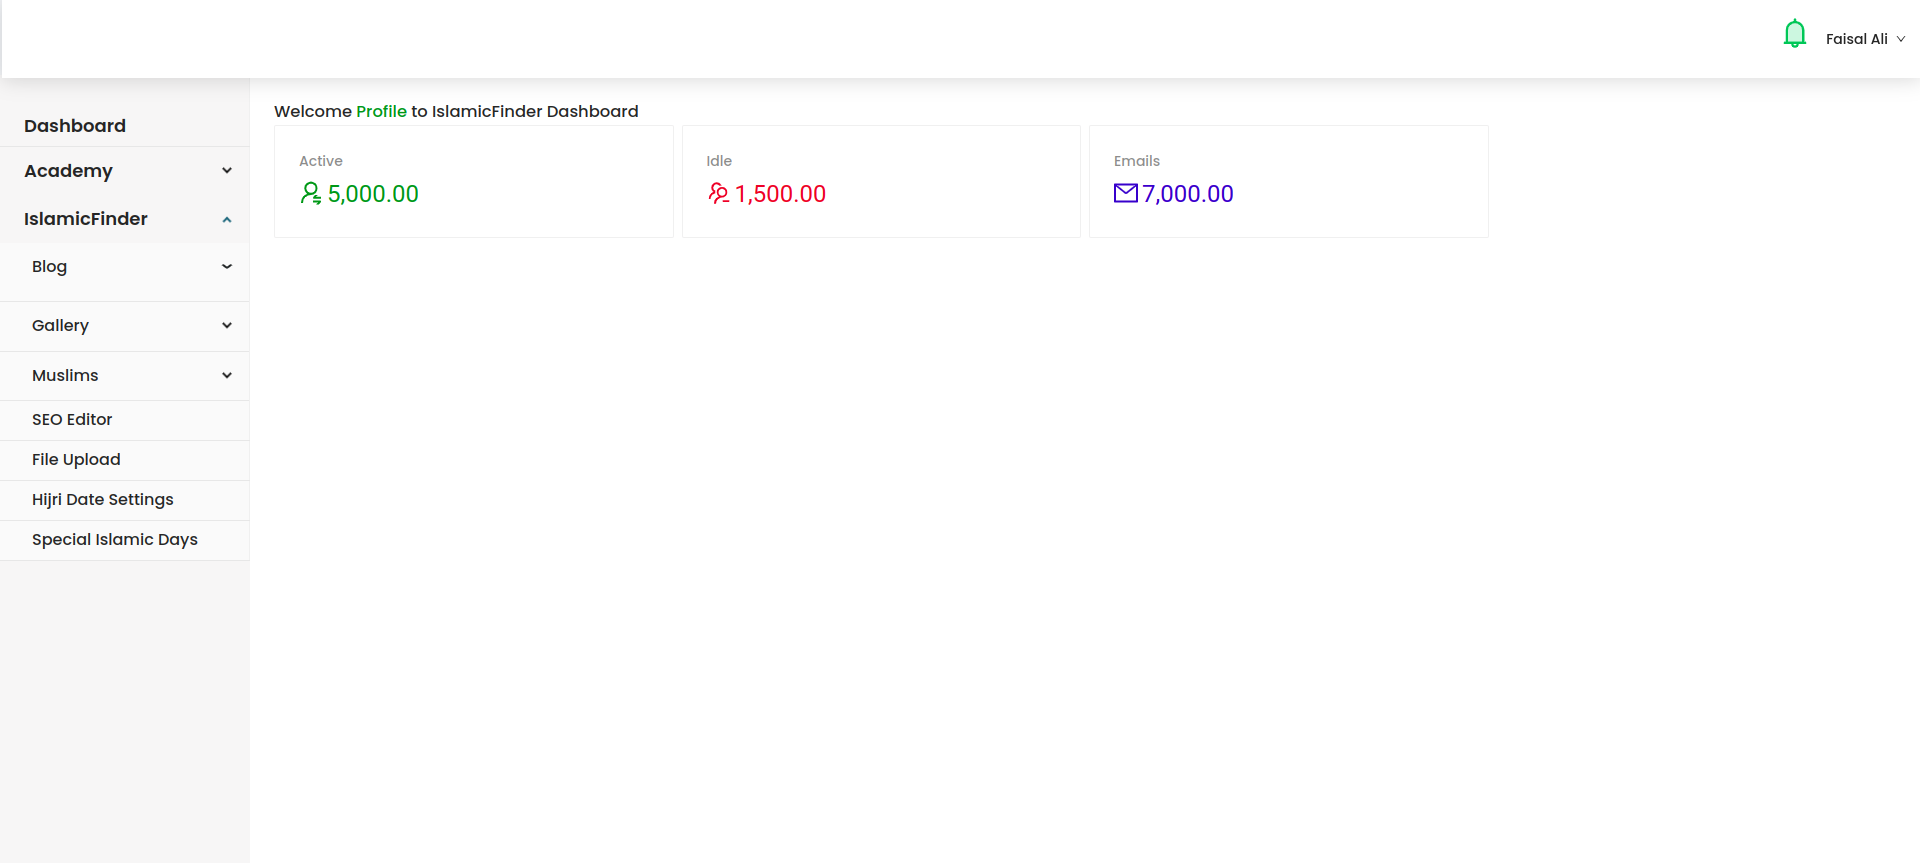 Faisal Ali
Dashboard
Academy
IslamicFinder
Blog
Gallery
Muslims
SEO Editor
File Upload
Hijri Date Settings
Special Islamic Days
Welcome Profile to IslamicFinder Dashboard
Active
5,000.00
Idle
1,500.00
Emails
7,000.00